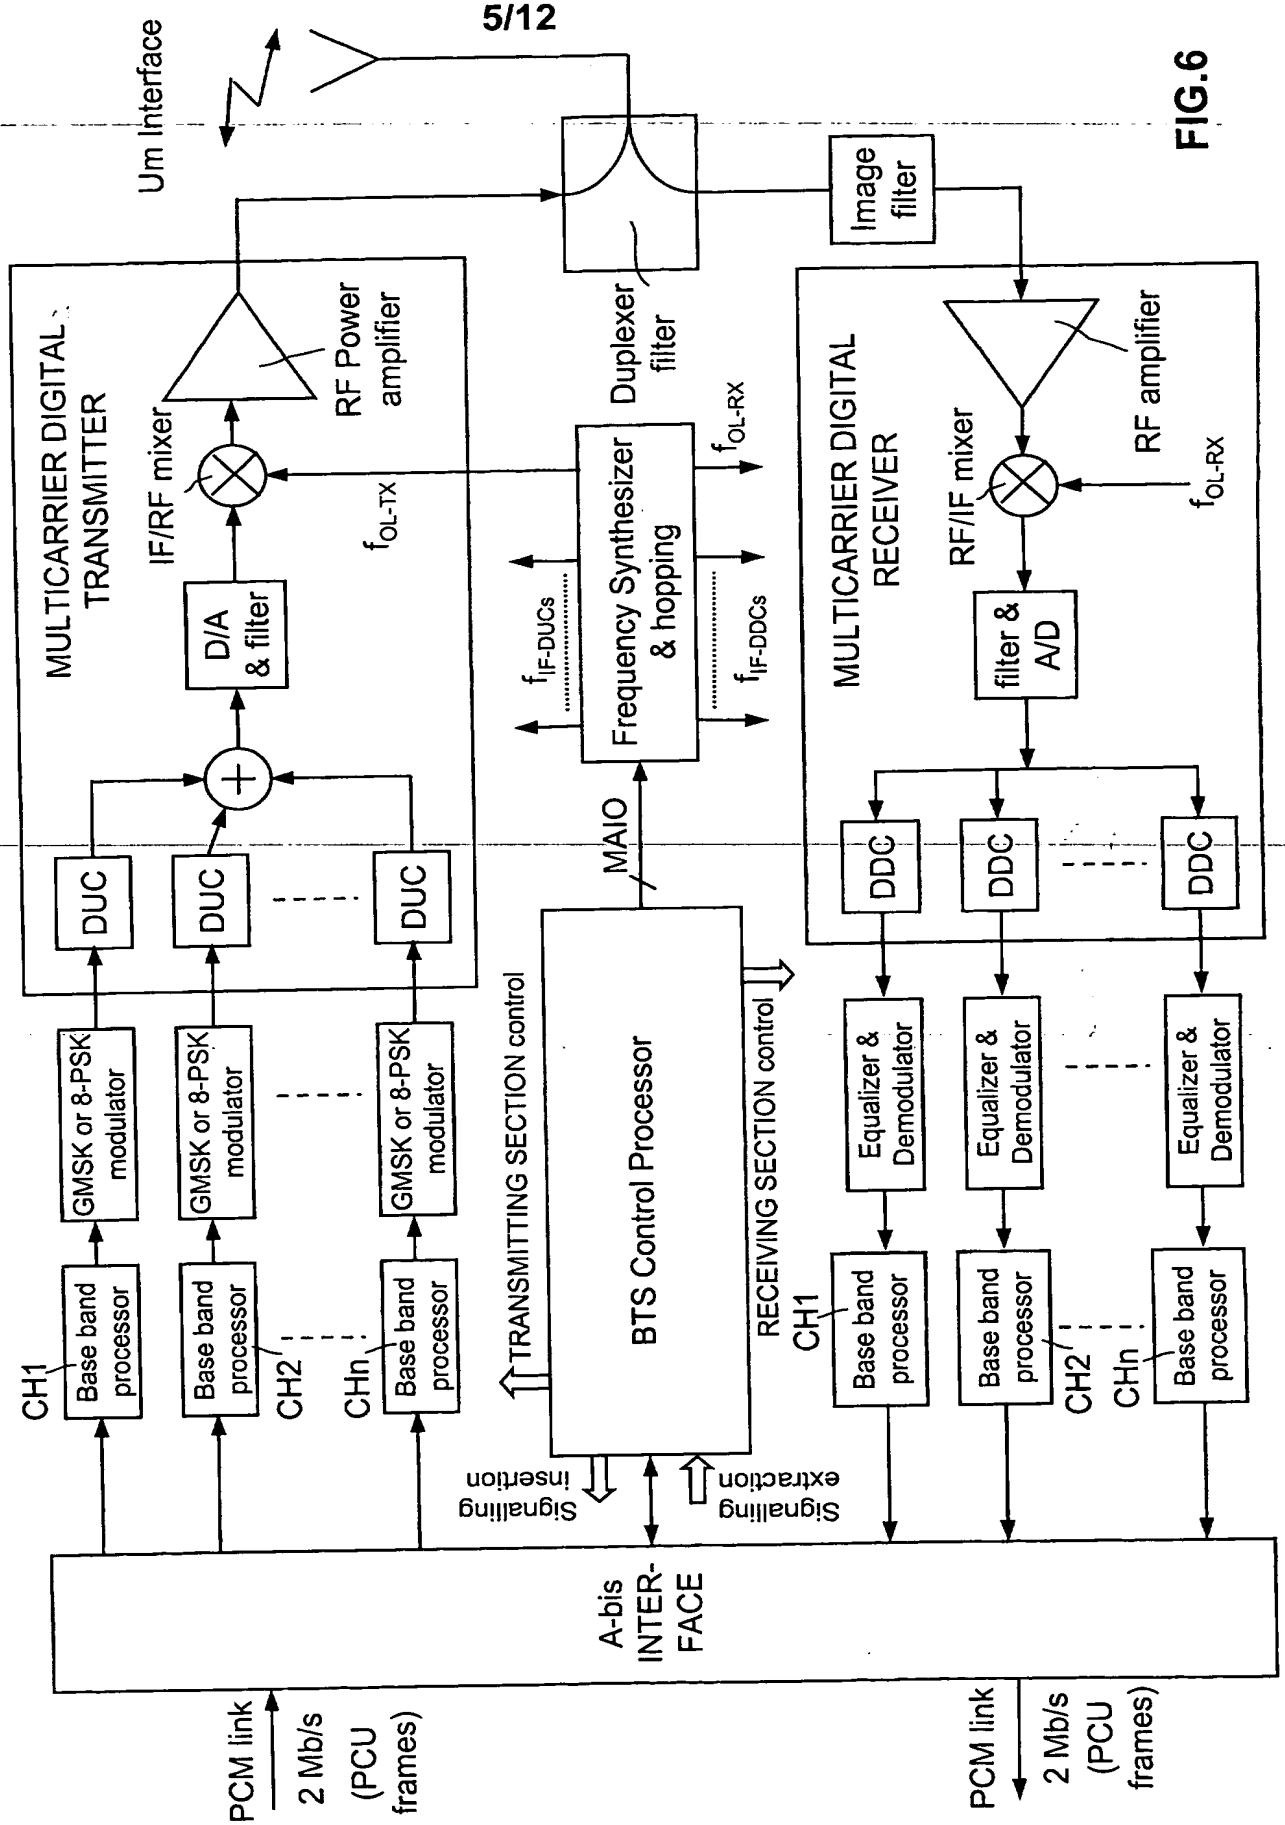 5/12
FIG.6
Um Interface
MULTICARRIER DIGITAL
TRANSMITTER
RF Power
amplifier
IF/RF mixer
fOL-TX
D/A
& filter
+
DUC
DUC
DUC
GMSK or 8-PSK
modulator
GMSK or 8-PSK
modulator
GMSK or 8-PSK
modulator
CH1
Base band
processor
Base band
processor
CH2
CHn
Base band
processor
Duplexer
filter
Image
filter
Frequency Synthesizer
& hopping
fIF-DUCs
fIF-DDCs
fOL-RX
MAIO
BTS Control Processor
TRANSMITTING SECTION control
RECEIVING SECTION control
Signalling
insertion
Signalling
extraction
MULTICARRIER DIGITAL
RECEIVER
RF amplifier
RF/IF mixer
fOL-RX
filter &
A/D
DDC
DDC
DDC
Equalizer &
Demodulator
Equalizer &
Demodulator
Equalizer &
Demodulator
CH1
Base band
processor
Base band
processor
CH2
CHn
Base band
processor
A-bis
INTER-
FACE
PCM link
2 Mb/s
(PCU
frames)
PCM link
2 Mb/s
(PCU
frames)